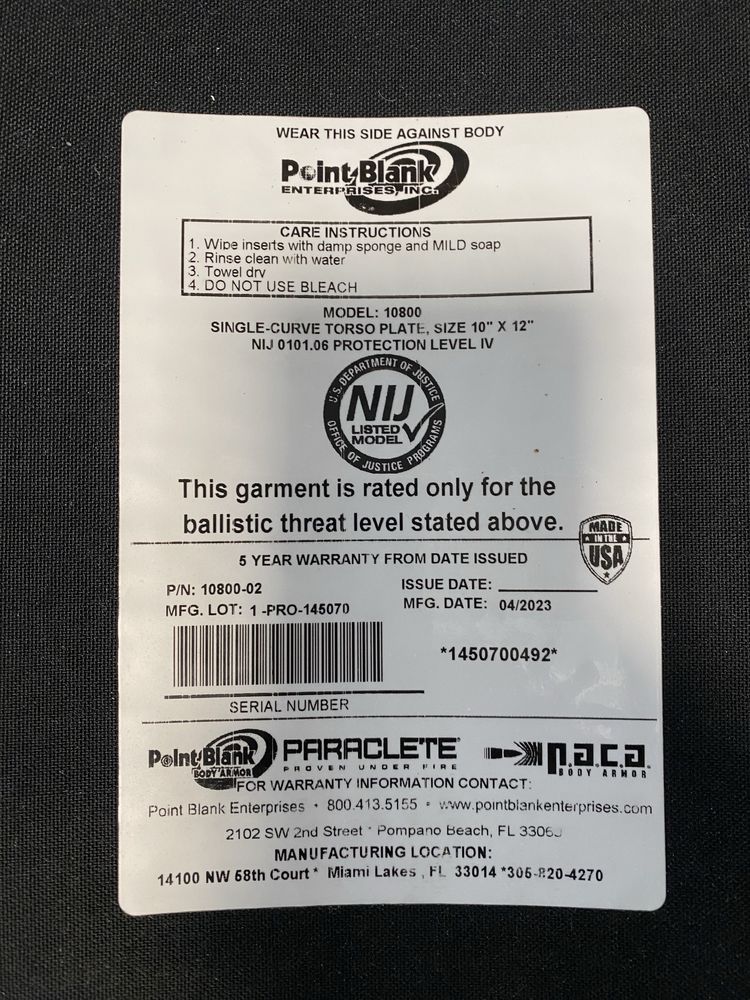 WEAR THIS SIDE AGAINST BODY
Point Blank
ENTERPRISES, INC.
CARE INSTRUCTIONS
1. Wipe inserts with damp sponge and MILD soap
2. Rinse clean with water
3. Towel dry
4. DO NOT USE BLEACH
MODEL: 10800
SINGLE-CURVE TORSO PLATE, SIZE 10" X 12"
NIJ 0101.06 PROTECTION LEVEL IV
U.S. DEPARTMENT OF JUSTICE
NIJ
LISTED
MODEL
OFFICE OF JUSTICE PROGRAMS
This garment is rated only for the
ballistic threat level stated above.
MADE
IN THE
USA
5 YEAR WARRANTY FROM DATE ISSUED
P/N: 10800-02 ISSUE DATE:
MFG. LOT: 1 -PRO-145070 MFG. DATE: 04/2023
*1450700492*
SERIAL NUMBER
Point Blank
BODY ARMOR
PARACLETE
PROVEN UNDER FIRE
p.a.c.a.
BODY ARMOR
FOR WARRANTY INFORMATION CONTACT:
Point Blank Enterprises • 800.413.5155 • www.pointblankenterprises.com
2102 SW 2nd Street * Pompano Beach, FL
MANUFACTURING LOCATION:
14100 NW 58th Court * Miami Lakes , FL 33014 *305-820-4270